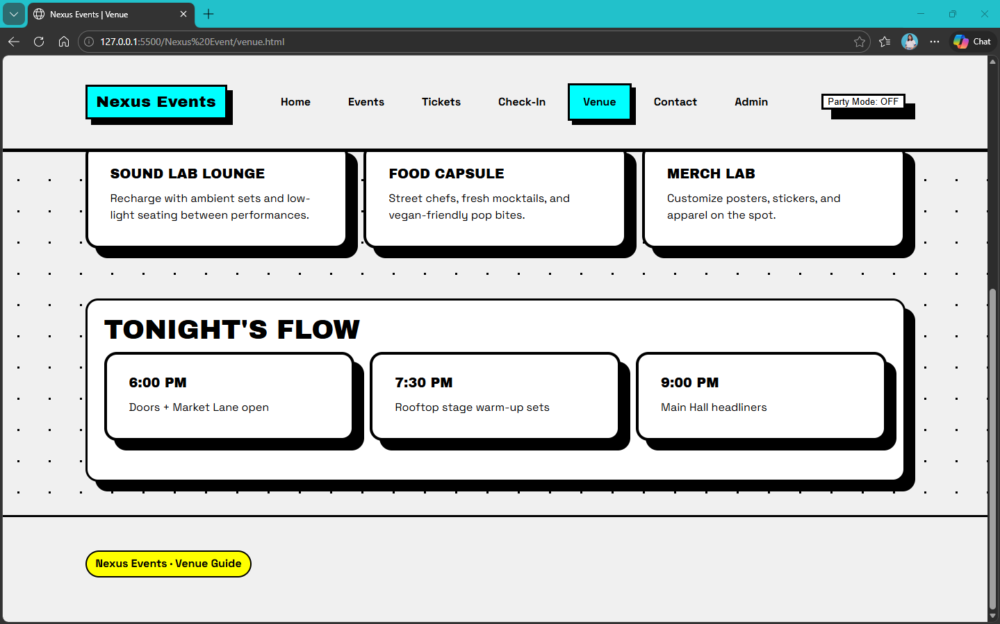 Nexus Events | Venue
127.0.0.1:5500/Nexus%20Event/venue.html
Chat
Nexus Events
Home
Events
Tickets
Check-In
Venue
Contact
Admin
Party Mode: OFF
SOUND LAB LOUNGE
Recharge with ambient sets and low-
light seating between performances.
FOOD CAPSULE
Street chefs, fresh mocktails, and
vegan-friendly pop bites.
MERCH LAB
Customize posters, stickers, and
apparel on the spot.
TONIGHT'S FLOW
6:00 PM
Doors + Market Lane open
7:30 PM
Rooftop stage warm-up sets
9:00 PM
Main Hall headliners
Nexus Events · Venue Guide